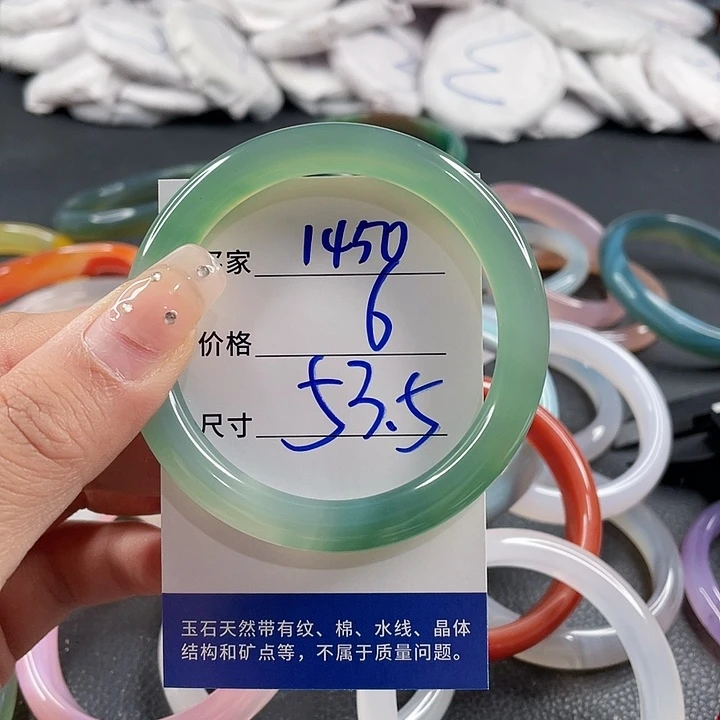 家 1450
价格 6
尺寸 53.5
玉石天然带有纹、棉、水线、晶体
结构和矿点等，不属于质量问题。